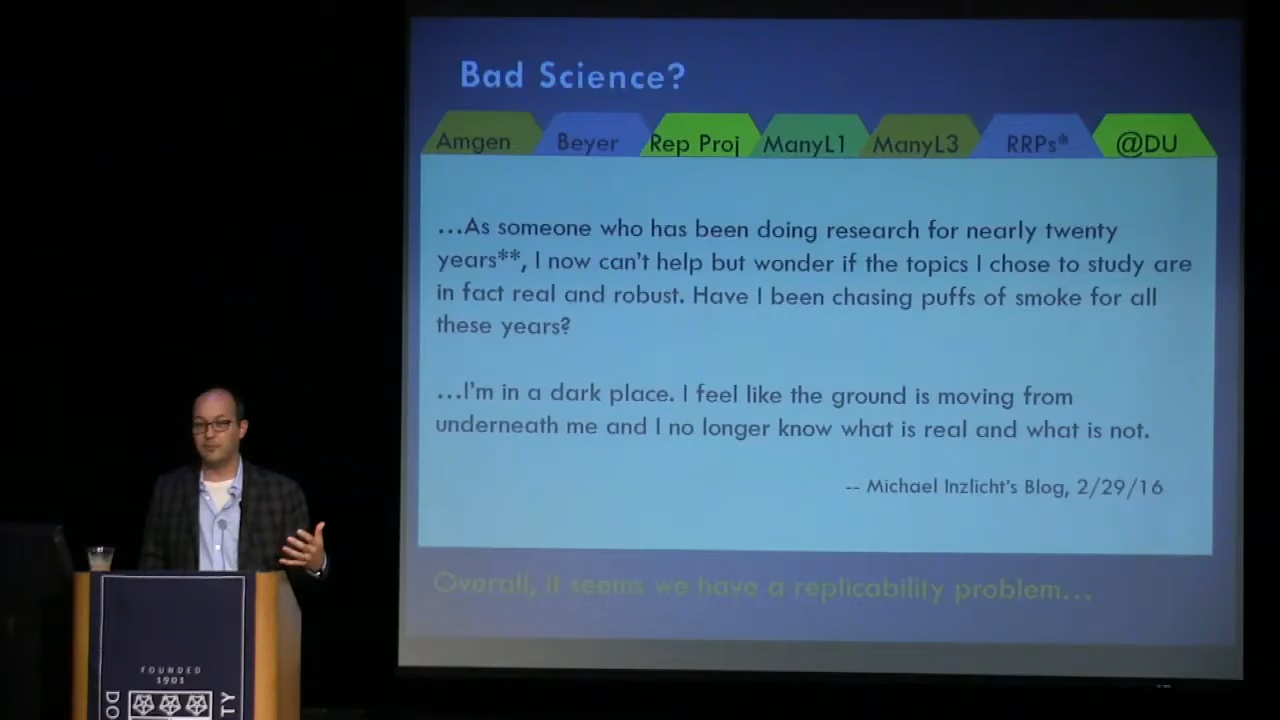 Bad Science?
Amgen Beyer Rep Proj ManyL1 ManyL3 RRPs* @DU
...As someone who has been doing research for nearly twenty
years**, I now can't help but wonder if the topics I chose to study are
in fact real and robust. Have I been chasing puffs of smoke for all
these years?
...I'm in a dark place. I feel like the ground is moving from
underneath me and I no longer know what is real and what is not.
-- Michael Inzlicht's Blog, 2/29/16
Overall, it seems we have a replicability problem...
FOUNDED
1901
DO
TY